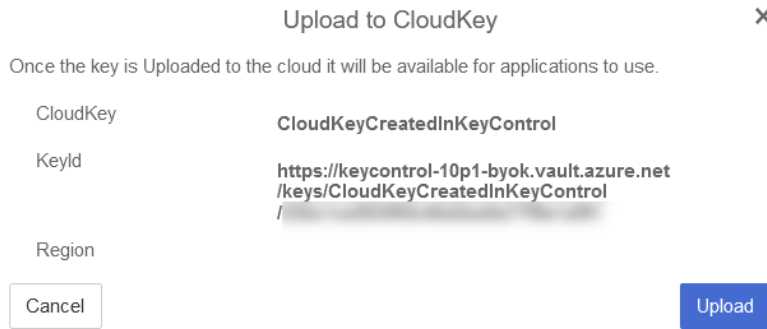 Upload to CloudKey
Once the key is Uploaded to the cloud it will be available for applications to use.
CloudKey
CloudKeyCreatedInKeyControl
KeyId
https://keycontrol-10p1-byok.vault.azure.net
/keys/CloudKeyCreatedInKeyControl
/
Region
Cancel
Upload